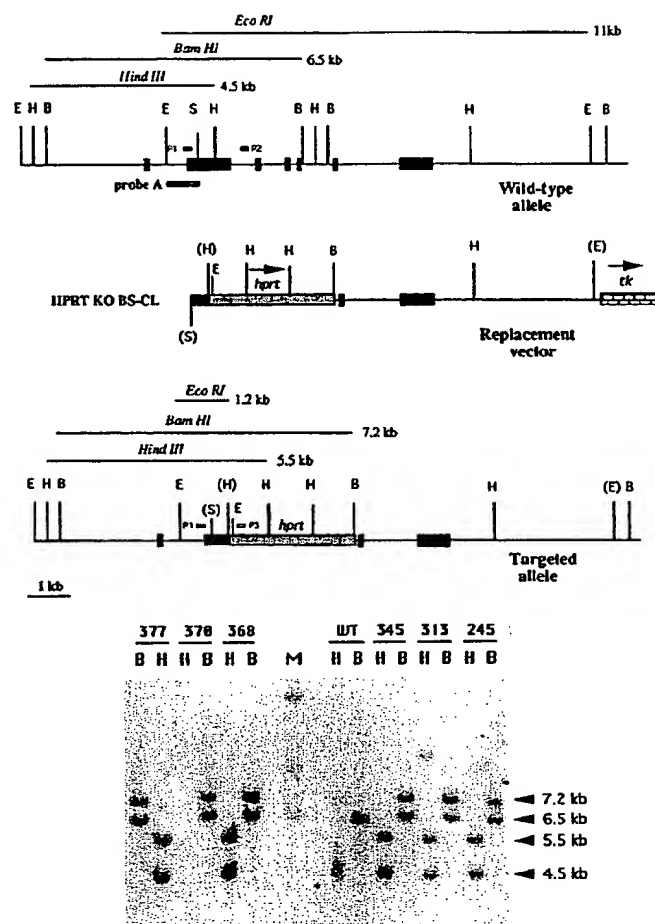 Eco RI
11kb
Bam HI
6.5 kb
Hind III
4.5 kb
E H B E S H B H B H E B
P1 P2
probe A
Wild-type
allele
(H) H H B H (E)
E hprt tk
HPRT KO BS-CL
Replacement
vector
(S)
Eco RI
1.2 kb
Bam HI
7.2 kb
Hind III
5.5 kb
E H B E (H) H H B H (E) B
(S) E
P1 P3 hprt
Targeted
allele
1 kb
377 370 368 WT 345 313 245
B H H B H B M H B H B H B H B
7.2 kb
6.5 kb
5.5 kb
4.5 kb